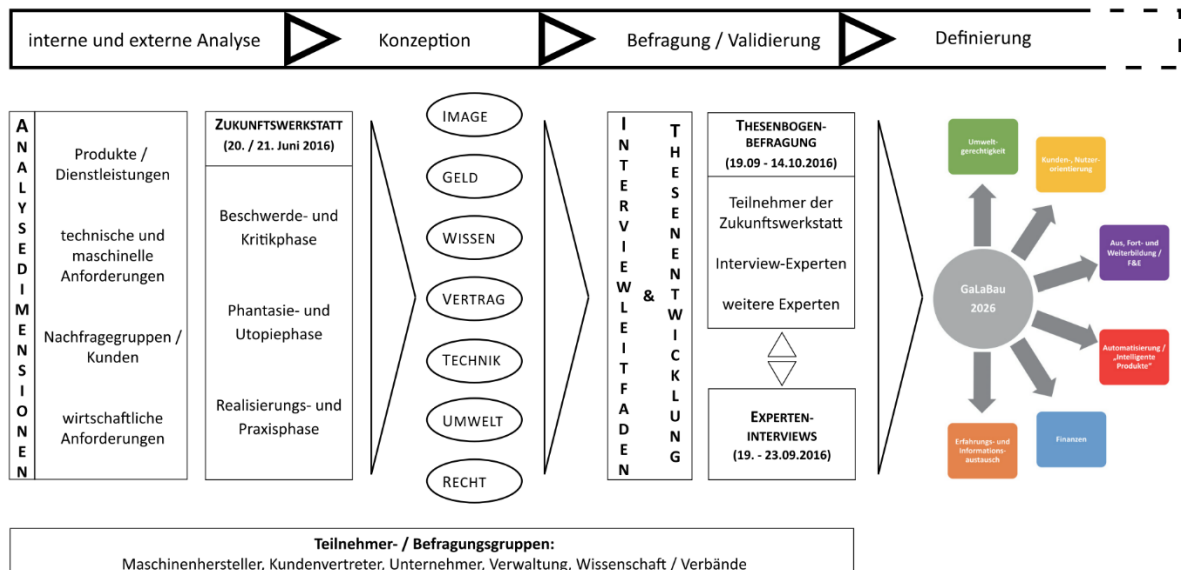 interne und externe Analyse
Konzeption
Befragung / Validierung
Definierung
ANALYSEDIMENSIONEN
Produkte /
Dienstleistungen
technische und
maschinelle
Anforderungen
Nachfragegruppen /
Kunden
wirtschaftliche
Anforderungen
ZUKUNFTSWERKSTATT
(20. / 21. Juni 2016)
Beschwerde- und
Kritikphase
Phantasie- und
Utopiephase
Realisierungs- und
Praxisphase
IMAGE
GELD
WISSEN
VERTRAG
TECHNIK
UMWELT
RECHT
INTERVIEWLEITFADEN
&
THESENENTWICKLUNG
THESENBOGEN-
BEFRAGUNG
(19.09 - 14.10.2016)
Teilnehmer der
Zukunftswerkstatt
Interview-Experten
weitere Experten
EXPERTEN-
INTERVIEWS
(19. - 23.09.2016)
Umwelt-
gerechtigkeit
Kunden-, Nutzer-
orientierung
Aus, Fort- und
Weiterbildung /
F&E
GaLaBau
2026
Automatisierung /
„Intelligente
Produkte"
Finanzen
Erfahrungs- und
Informations-
austausch
Teilnehmer- / Befragungsgruppen:
Maschinenhersteller, Kundenvertreter, Unternehmer, Verwaltung, Wissenschaft / Verbände